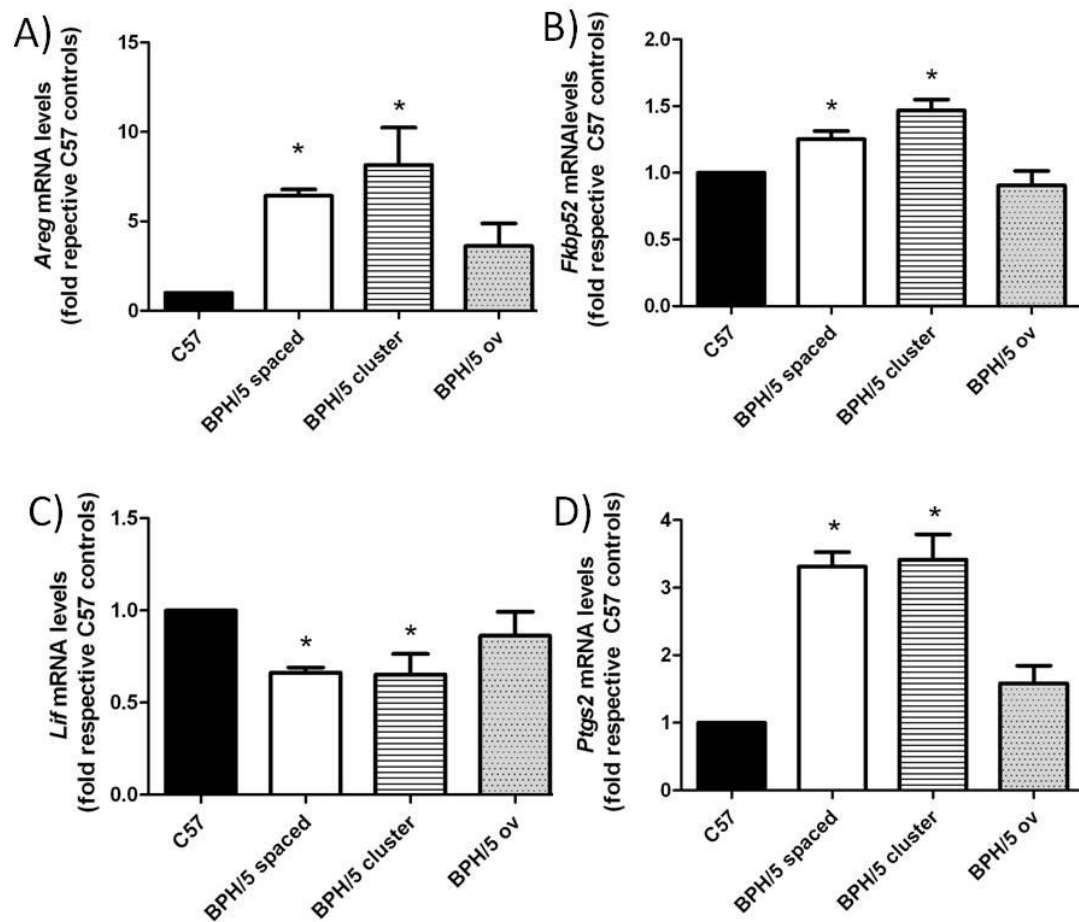 A)
Areg mRNA levels
(fold repective C57 controls)
15
10
5
0
*
*
C57
BPH/5 spaced
BPH/5 cluster
BPH/5 ov
B)
Fkbp52 mRNAlevels
(fold respective C57 controls)
2.0
1.5
1.0
0.5
0.0
*
*
C57
BPH/5 spaced
BPH/5 cluster
BPH/5 ov
C)
Lif mRNA levels
(fold respective C57 controls)
1.5
1.0
0.5
0.0
*
*
C57
BPH/5 spaced
BPH/5 cluster
BPH/5 ov
D)
Ptgs2 mRNA levels
(fold respective C57 controls)
4
3
2
1
0
*
*
C57
BPH/5 spaced
BPH/5 cluster
BPH/5 ov